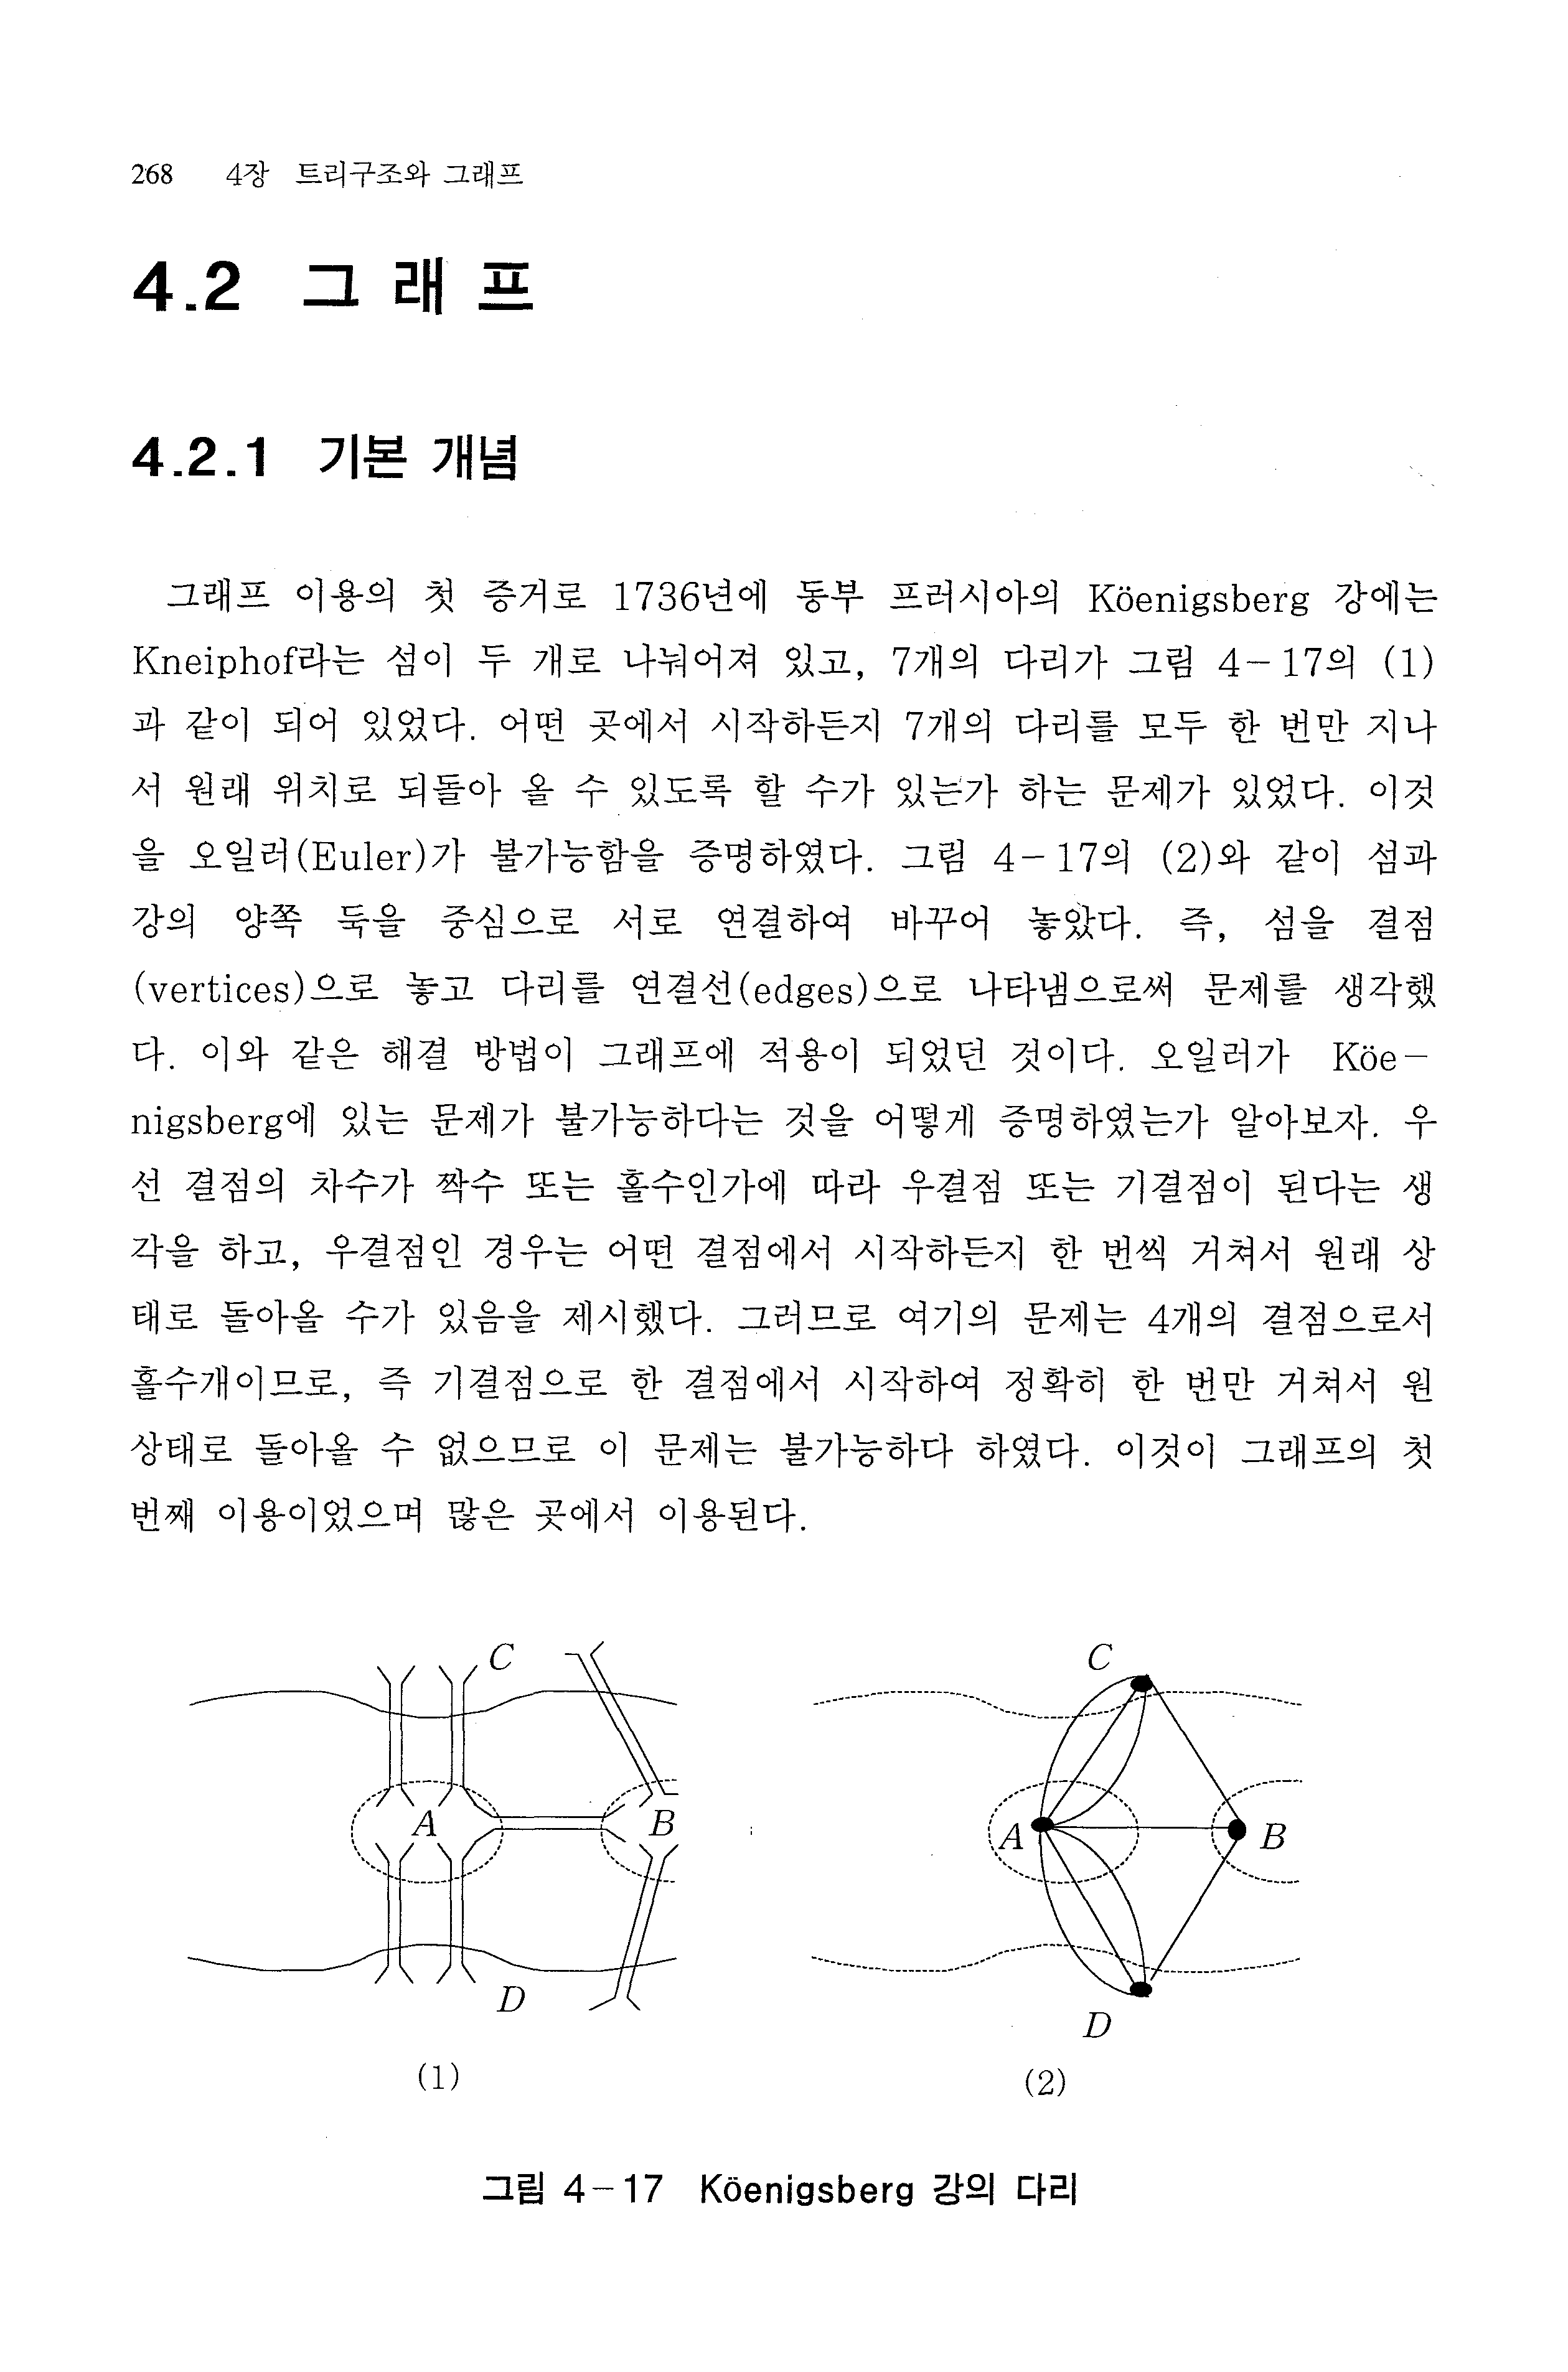 268 4장 트리구조와 그래프
4.2 그 래 프
4.2.1 기본 개념
그래프 이용의 첫 증거로 1736년에 동부 프러시아의 Köenigsberg 강에는
Kneiphof라는 섬이 두 개로 나눠어져 있고, 7개의 다리가 그림 4-17의 (1)
과 같이 되어 있었다. 어떤 곳에서 시작하든지 7개의 다리를 모두 한 번만 지나
서 원래 위치로 되돌아 올 수 있도록 할 수가 있는가 하는 문제가 있었다. 이것
을 오일러(Euler)가 불가능함을 증명하였다. 그림 4-17의 (2)와 같이 섬과
강의 양쪽 둑을 중심으로 서로 연결하여 바꾸어 놓았다. 즉, 섬을 결점
(vertices)으로 놓고 다리를 연결선(edges)으로 나타냄으로써 문제를 생각했
다. 이와 같은 해결 방법이 그래프에 적용이 되었던 것이다. 오일러가 Köe-
nigsberg에 있는 문제가 불가능하다는 것을 어떻게 증명하였는가 알아보자. 우
선 결점의 차수가 짝수 또는 홀수인가에 따라 우결점 또는 기결점이 된다는 생
각을 하고, 우결점인 경우는 어떤 결점에서 시작하든지 한 번씩 거쳐서 원래 상
태로 돌아올 수가 있음을 제시했다. 그러므로 여기의 문제는 4개의 결점으로서
홀수개이므로, 즉 기결점으로 한 결점에서 시작하여 정확히 한 번만 거쳐서 원
상태로 돌아올 수 없으므로 이 문제는 불가능하다 하였다. 이것이 그래프의 첫
번째 이용이었으며 많은 곳에서 이용된다.
C
A
B
D
(1)
C
A
B
D
(2)
그림 4-17 Köenigsberg 강의 다리